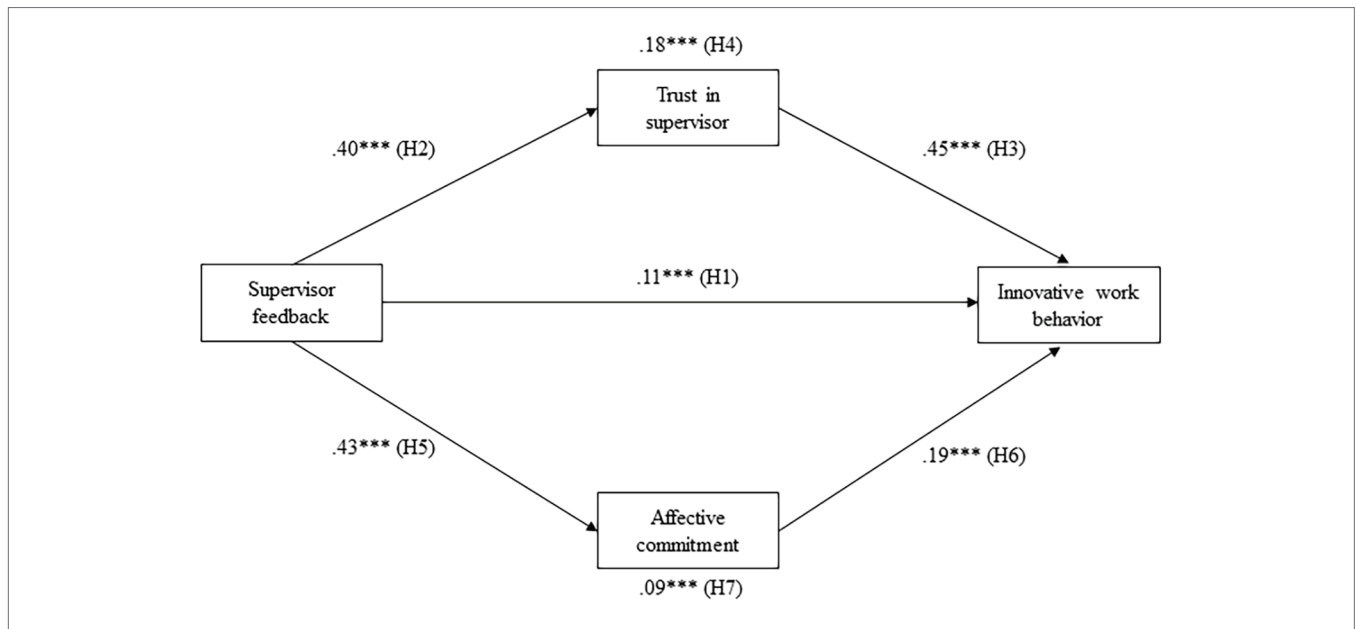 .18*** (H4)
Trust in
supervisor
.40*** (H2)
.45*** (H3)
.11*** (H1)
Supervisor
feedback
Innovative work
behavior
.43*** (H5)
.19*** (H6)
Affective
commitment
.09*** (H7)